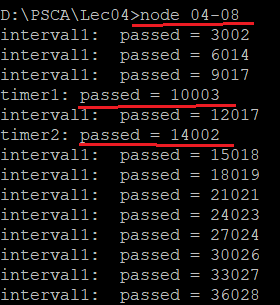 D:\PSCA\Lec04>node 04-08
interval1:  passed = 3002
interval1:  passed = 6014
interval1:  passed = 9017
timer1: passed = 10003
interval1:  passed = 12017
timer2: passed = 14002
interval1:  passed = 15018
interval1:  passed = 18019
interval1:  passed = 21021
interval1:  passed = 24023
interval1:  passed = 27024
interval1:  passed = 30026
interval1:  passed = 33027
interval1:  passed = 36028